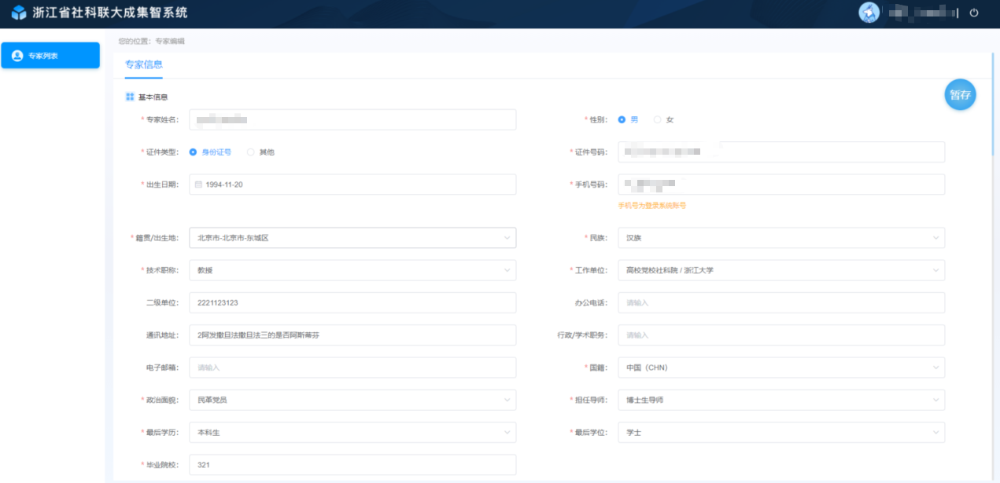 浙江省社科联大成集智系统
专家列表
您的位置：专家编辑
专家信息
暂存
基本信息
* 专家姓名：
* 性别： 男 女
* 证件类型： 身份证号 其他
* 证件号码：
* 出生日期： 1994-11-20
* 手机号码：
手机号为登录系统账号
* 籍贯/出生地： 北京市-北京市-东城区
* 民族： 汉族
* 技术职称： 教授
* 工作单位： 高校党校社科院 / 浙江大学
二级单位： 2221123123
办公电话： 请输入
通讯地址： 2阿发撒旦法撒旦法三的是否阿斯蒂芬
行政/学术职务： 请输入
电子邮箱： 请输入
* 国籍： 中国（CHN）
* 政治面貌： 民革党员
* 担任导师： 博士生导师
* 最后学历： 本科生
* 最后学位： 学士
* 毕业院校： 321